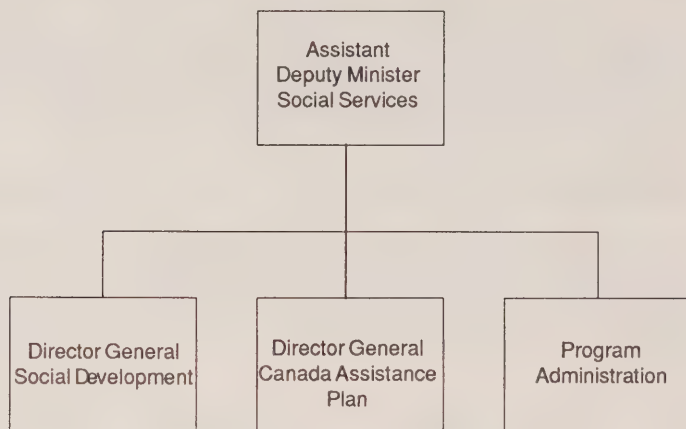 Assistant
Deputy Minister
Social Services
Director General
Social Development
Director General
Canada Assistance
Plan
Program
Administration